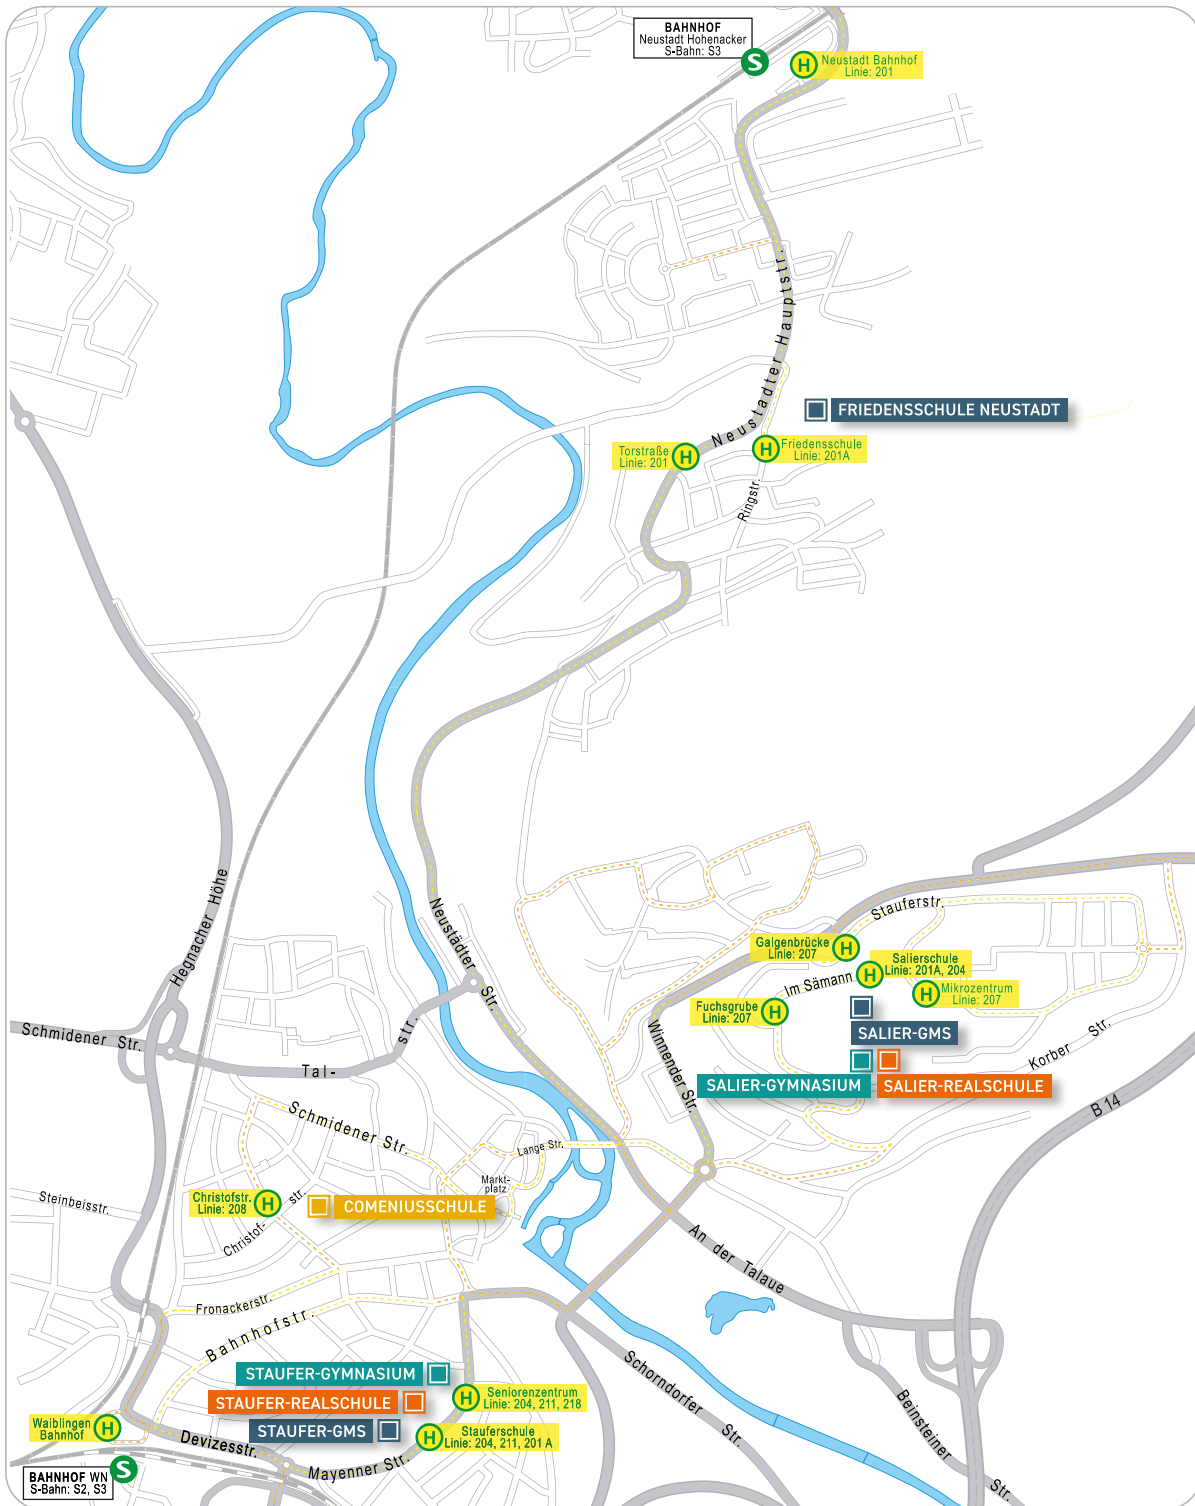 BAHNHOF
Neustadt Hohenacker
S-Bahn: S3
S
H
Neustadt Bahnhof
Linie: 201
Neustadter Hauptstr.
FRIEDENSSCHULE NEUSTADT
Torstraße
Linie: 201
H
H
Friedensschule
Linie: 201A
Ringstr.
Hegnacher Höhe
Neustädter Str.
Stauferstr.
Galgenbrücke
Linie: 207
H
Salierschule
Linie: 201A, 204
H
Im Sämann
H
Mikrozentrum
Linie: 207
Fuchsgrube
Linie: 207
H
SALIER-GMS
Schmidener Str.
Tal-
str.
Winnender Str.
Korber Str.
SALIER-GYMNASIUM
SALIER-REALSCHULE
B 14
Schmidener Str.
Lange Str.
Markt-
platz
Steinbeisstr.
Christofstr.
Linie: 208
H
Christof-
str.
COMENIUSSCHULE
An der Talaue
Fronackerstr.
Bahnhofstr.
Schorndorfer Str.
Beinsteiner Str.
STAUFER-GYMNASIUM
STAUFER-REALSCHULE
STAUFER-GMS
H
Seniorenzentrum
Linie: 204, 211, 218
H
Stauferschule
Linie: 204, 211, 201 A
Waiblingen
Bahnhof
H
Devizesstr.
Mayenner Str.
BAHNHOF WN
S-Bahn: S2, S3
S